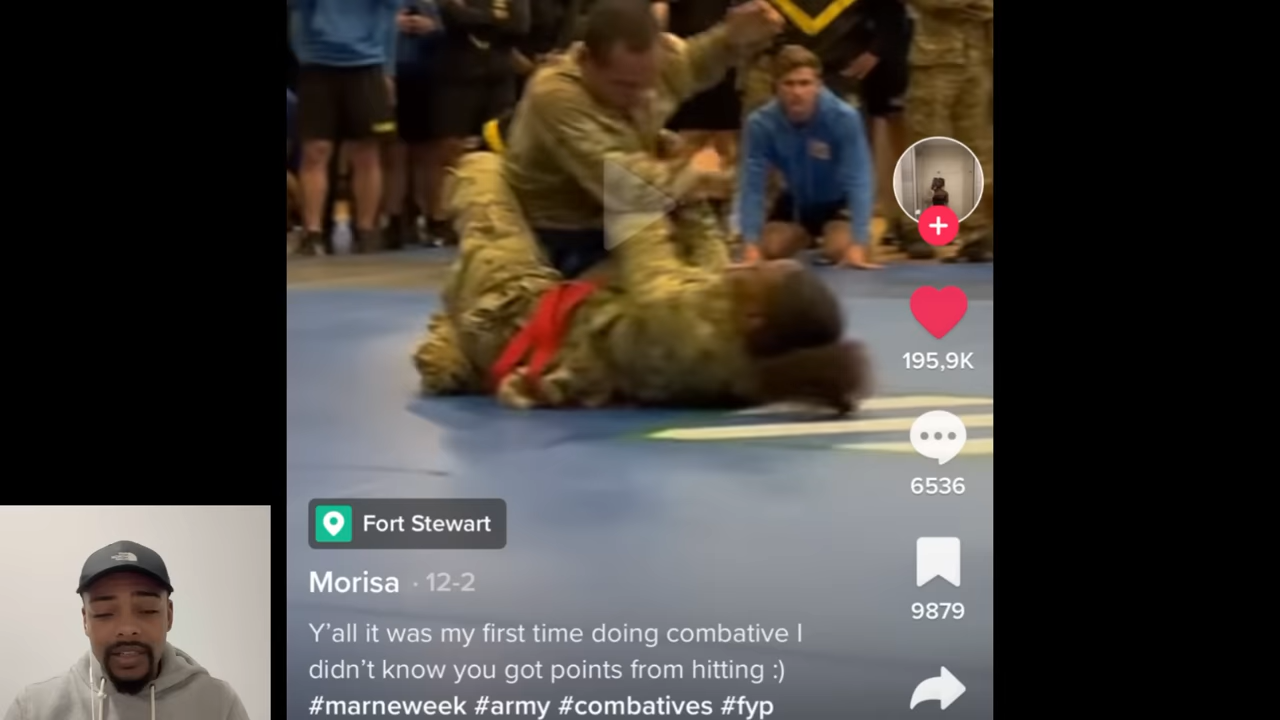 195,9K
6536
Fort Stewart
Morisa · 12-2
9879
Y'all it was my first time doing combative I
didn't know you got points from hitting :)
#marneweek #army #combatives #fyp